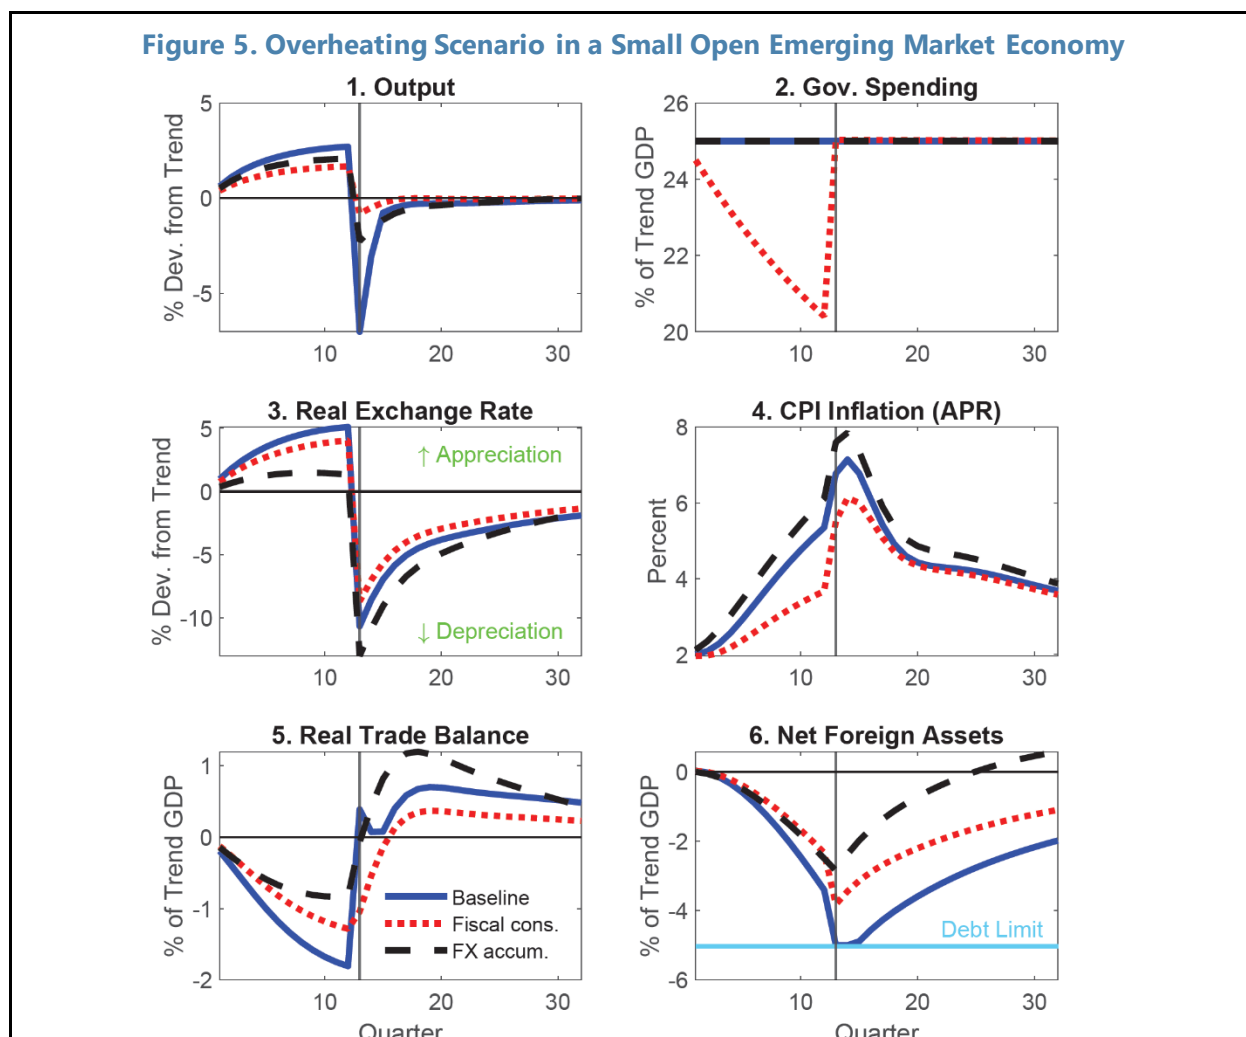 Figure 5. Overheating Scenario in a Small Open Emerging Market Economy
1. Output
% Dev. from Trend
5
0
-5
10
20
30
2. Gov. Spending
% of Trend GDP
26
24
22
20
10
20
30
3. Real Exchange Rate
% Dev. from Trend
5
0
-5
-10
↑ Appreciation
↓ Depreciation
10
20
30
4. CPI Inflation (APR)
Percent
8
6
4
2
10
20
30
5. Real Trade Balance
% of Trend GDP
1
0
-1
-2
Baseline
Fiscal cons.
FX accum.
10
20
30
Quarter
6. Net Foreign Assets
% of Trend GDP
0
-2
-4
-6
Debt Limit
10
20
30
Quarter